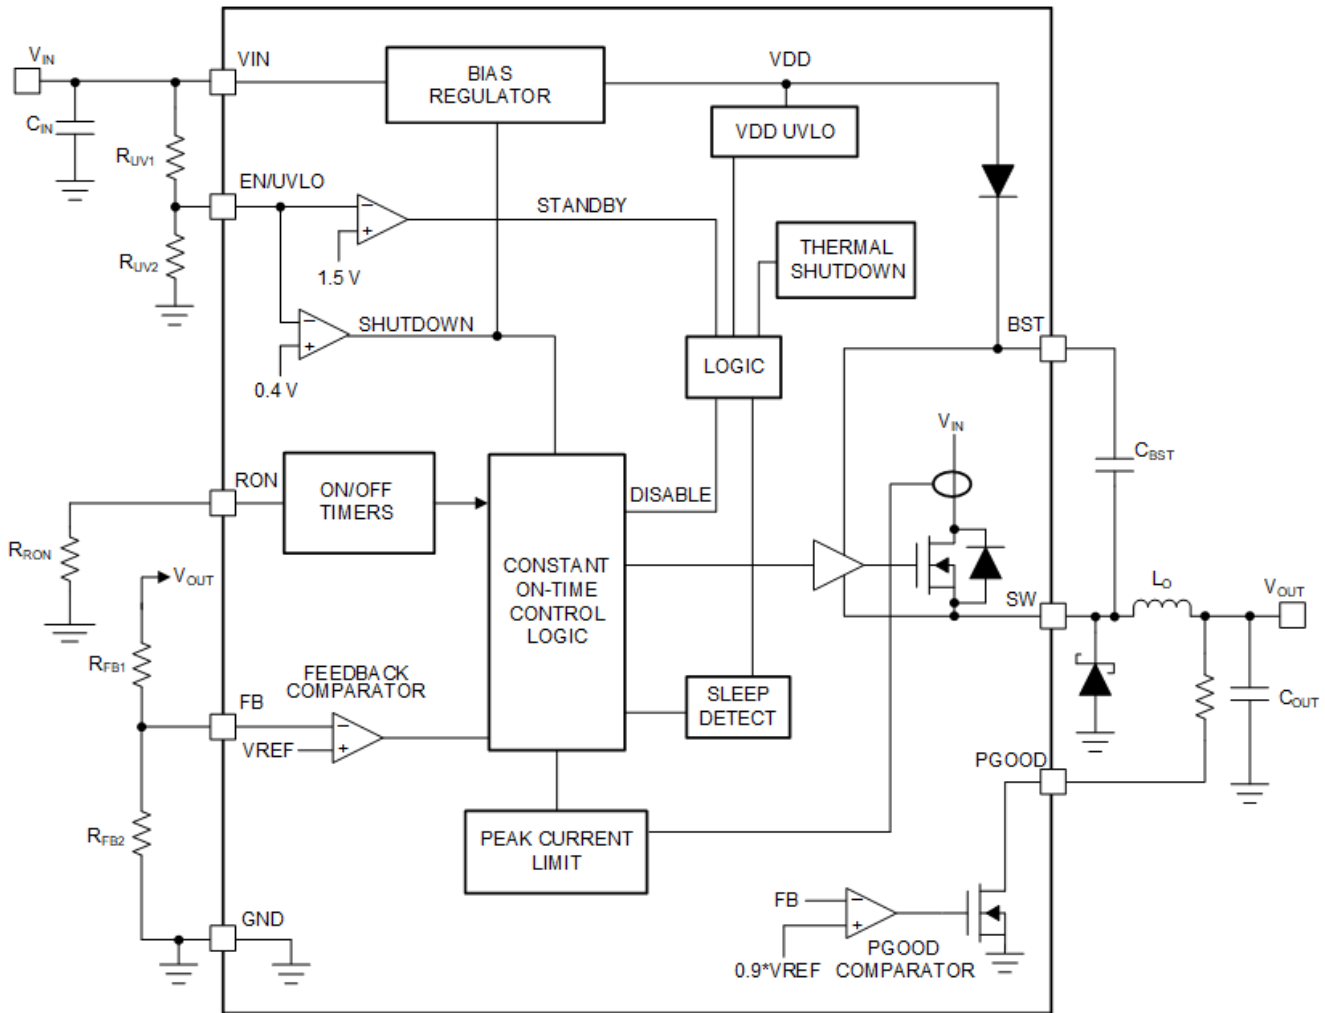 VIN
VIN
BIAS
REGULATOR
VDD
CIN
RUV1
VDD UVLO
EN/UVLO
STANDBY
RUV2
1.5 V
THERMAL
SHUTDOWN
SHUTDOWN
BST
0.4 V
LOGIC
VIN
CBST
RON
ON/OFF
TIMERS
DISABLE
RRON
CONSTANT
ON-TIME
CONTROL
LOGIC
VOUT
LO
VOUT
SW
RFB1
FEEDBACK
COMPARATOR
SLEEP
DETECT
COUT
FB
VREF
PGOOD
RFB2
PEAK CURRENT
LIMIT
FB
GND
PGOOD
COMPARATOR
0.9*VREF